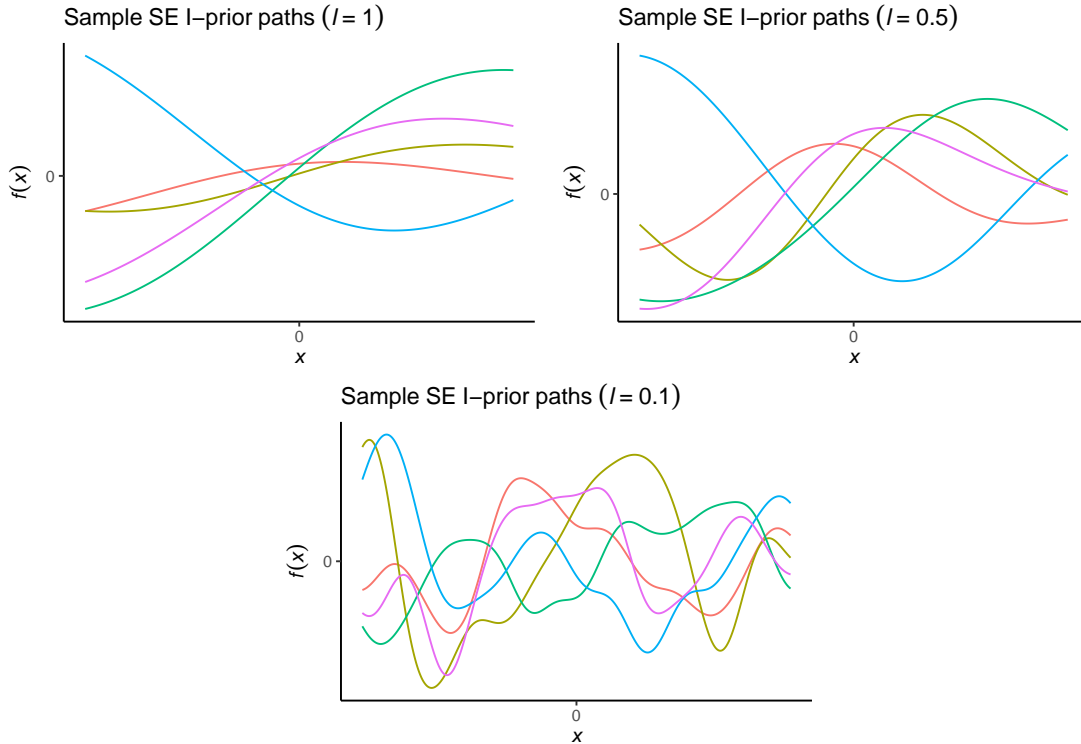 Sample SE I−prior paths (l = 1)
f(x)
0
0
x
Sample SE I−prior paths (l = 0.5)
f(x)
0
0
x
Sample SE I−prior paths (l = 0.1)
f(x)
0
0
x